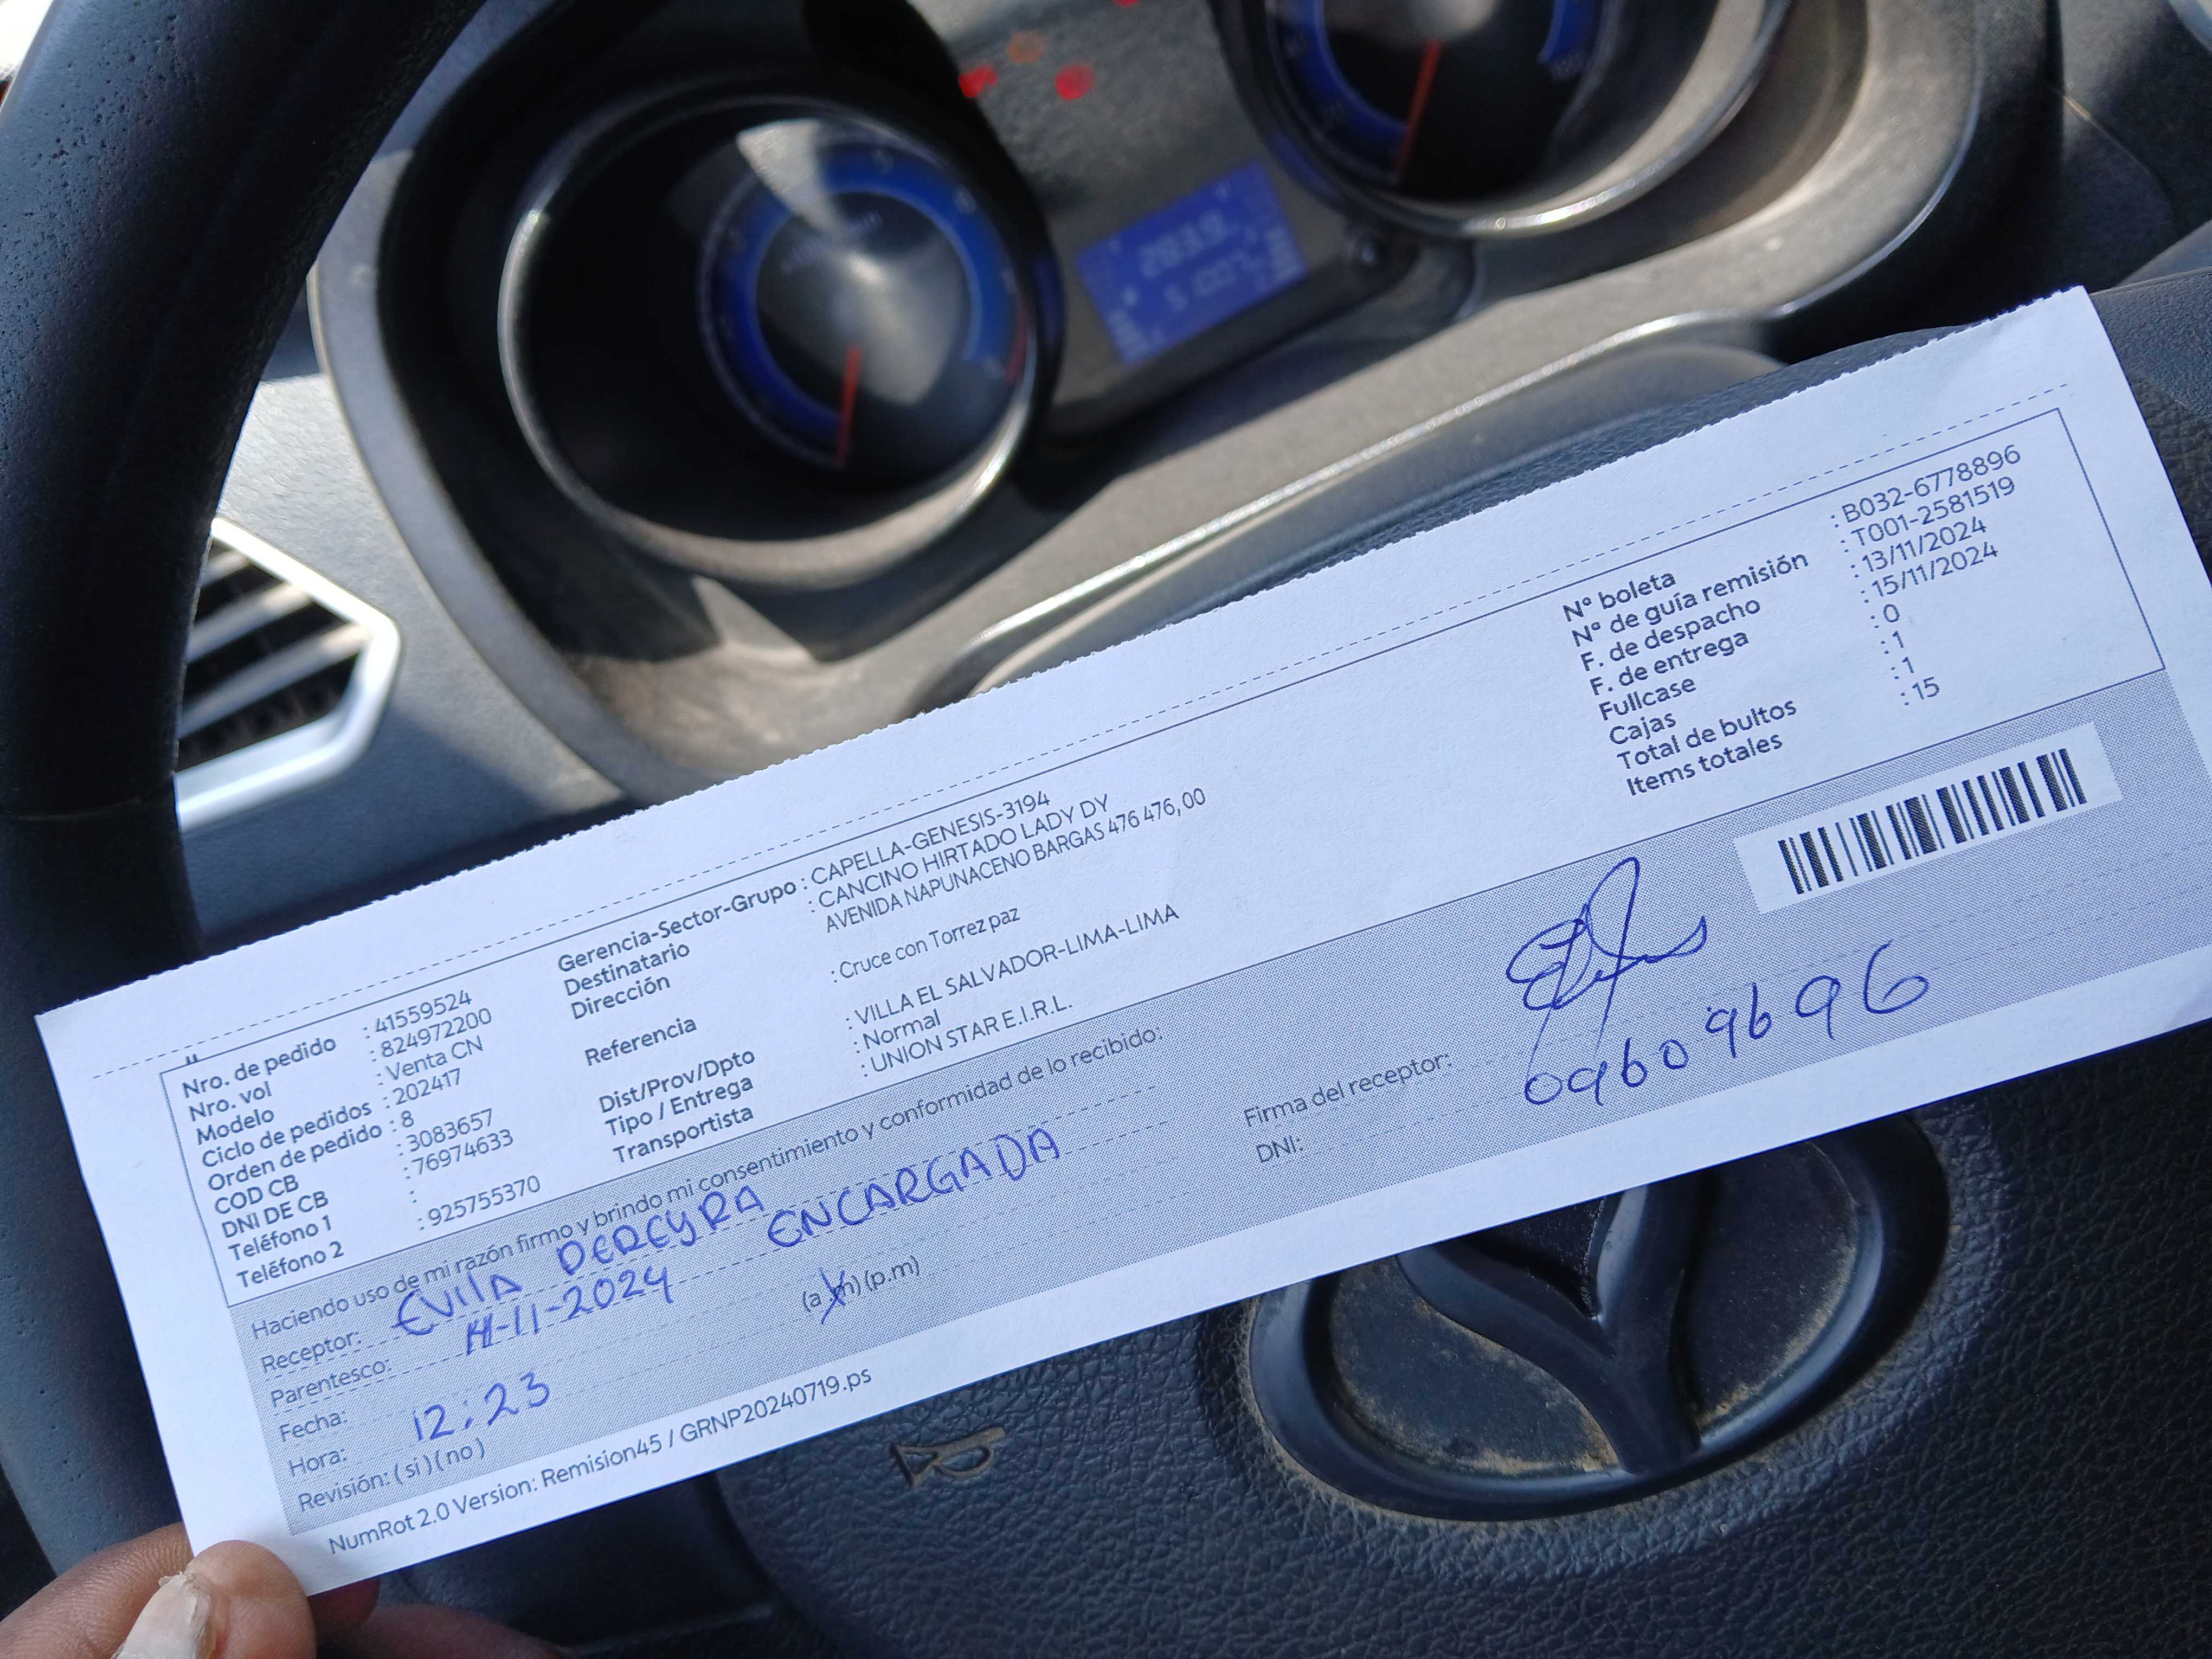 Nro. de pedido : 41559524
Nro. vol : 824972200
Modelo : Venta CN
Ciclo de pedidos : 202417
Orden de pedido : 8
COD CB : 3083657
DNI DE CB : 76974633
Teléfono 1 :
Teléfono 2 : 925755370
Gerencia-Sector-Grupo : CAPELLA-GENESIS-3194
Destinatario : CANCINO HIRTADO LADY DY
Dirección AVENIDA NAPUNACENO BARGAS 476 476,00
Referencia : Cruce con Torrez paz
Dist/Prov/Dpto : VILLA EL SALVADOR-LIMA-LIMA
Tipo / Entrega : Normal
Transportista : UNION STAR E.I.R.L.
N° boleta : B032-6778896
N° de guía remisión : T001-2581519
F. de despacho : 13/11/2024
F. de entrega : 15/11/2024
Fullcase : 0
Cajas : 1
Total de bultos : 1
Items totales : 15
Haciendo uso de mi razón firmo y brindo mi consentimiento y conformidad de lo recibido:
Receptor: EVILA PEREYRA ENCARGADA
Parentesco: 14-11-2024
Fecha:
Hora: 12:23 (a.m) (p.m)
Revisión: (si) (no)
Firma del receptor:
DNI: 09609696
NumRot 2.0 Version: Remision45 / GRNP20240719.ps